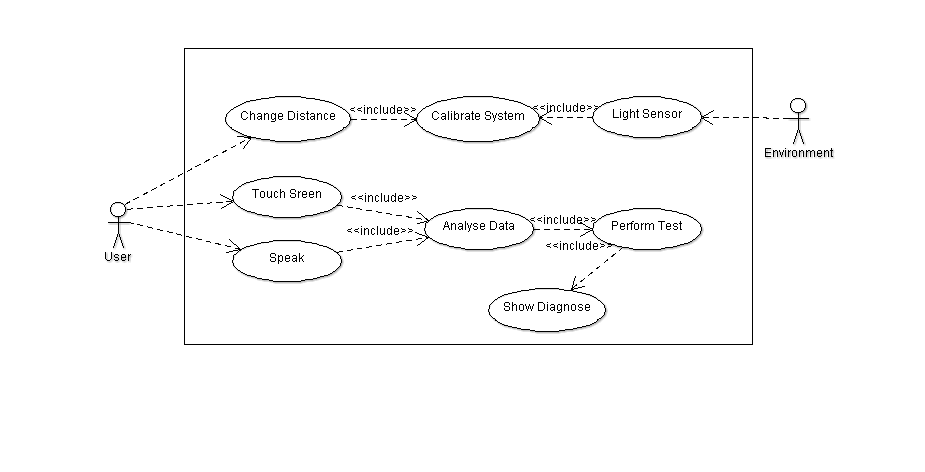 Change Distance
<<include>>
Calibrate System
<<include>>
Light Sensor
Environment
Touch Sreen
<<include>>
<<include>>
Analyse Data
<<include>>
Perform Test
<<include>>
User
Speak
Show Diagnose